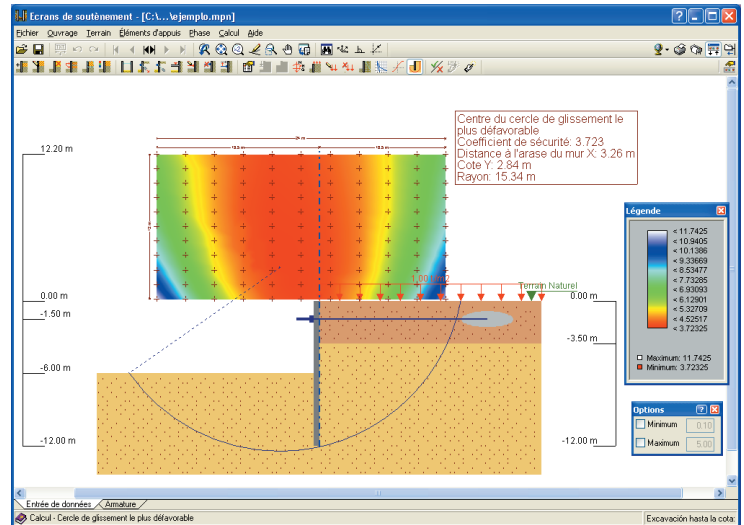 Ecrans de soutènement - [C:\...\ejemplo.mpn]
Fichier Ouvrage Terrain Éléments d'appuis Phase Calcul Aide
Centre du cercle de glissement le
plus défavorable
Coefficient de sécurité: 3.723
Distance à l'arase du mur X: 3.26 m
Cote Y: 2.84 m
Rayon: 15.34 m
12.20 m
Légende
< 11.7425
< 10.9405
< 10.1386
< 9.33669
< 8.53477
< 7.73285
< 6.93093
< 6.12901
< 5.32709
< 4.52517
< 3.72325
Maximum: 11.7425
Minimum: 3.72325
Terrain Naturel
0.00 m
0.00 m
-1.50 m
-3.50 m
-6.00 m
-12.00 m
-12.00 m
Options
Minimum 0.10
Maximum 5.00
Entrée de données Armature
Calcul - Cercle de glissement le plus défavorable
Excavación hasta la cota: